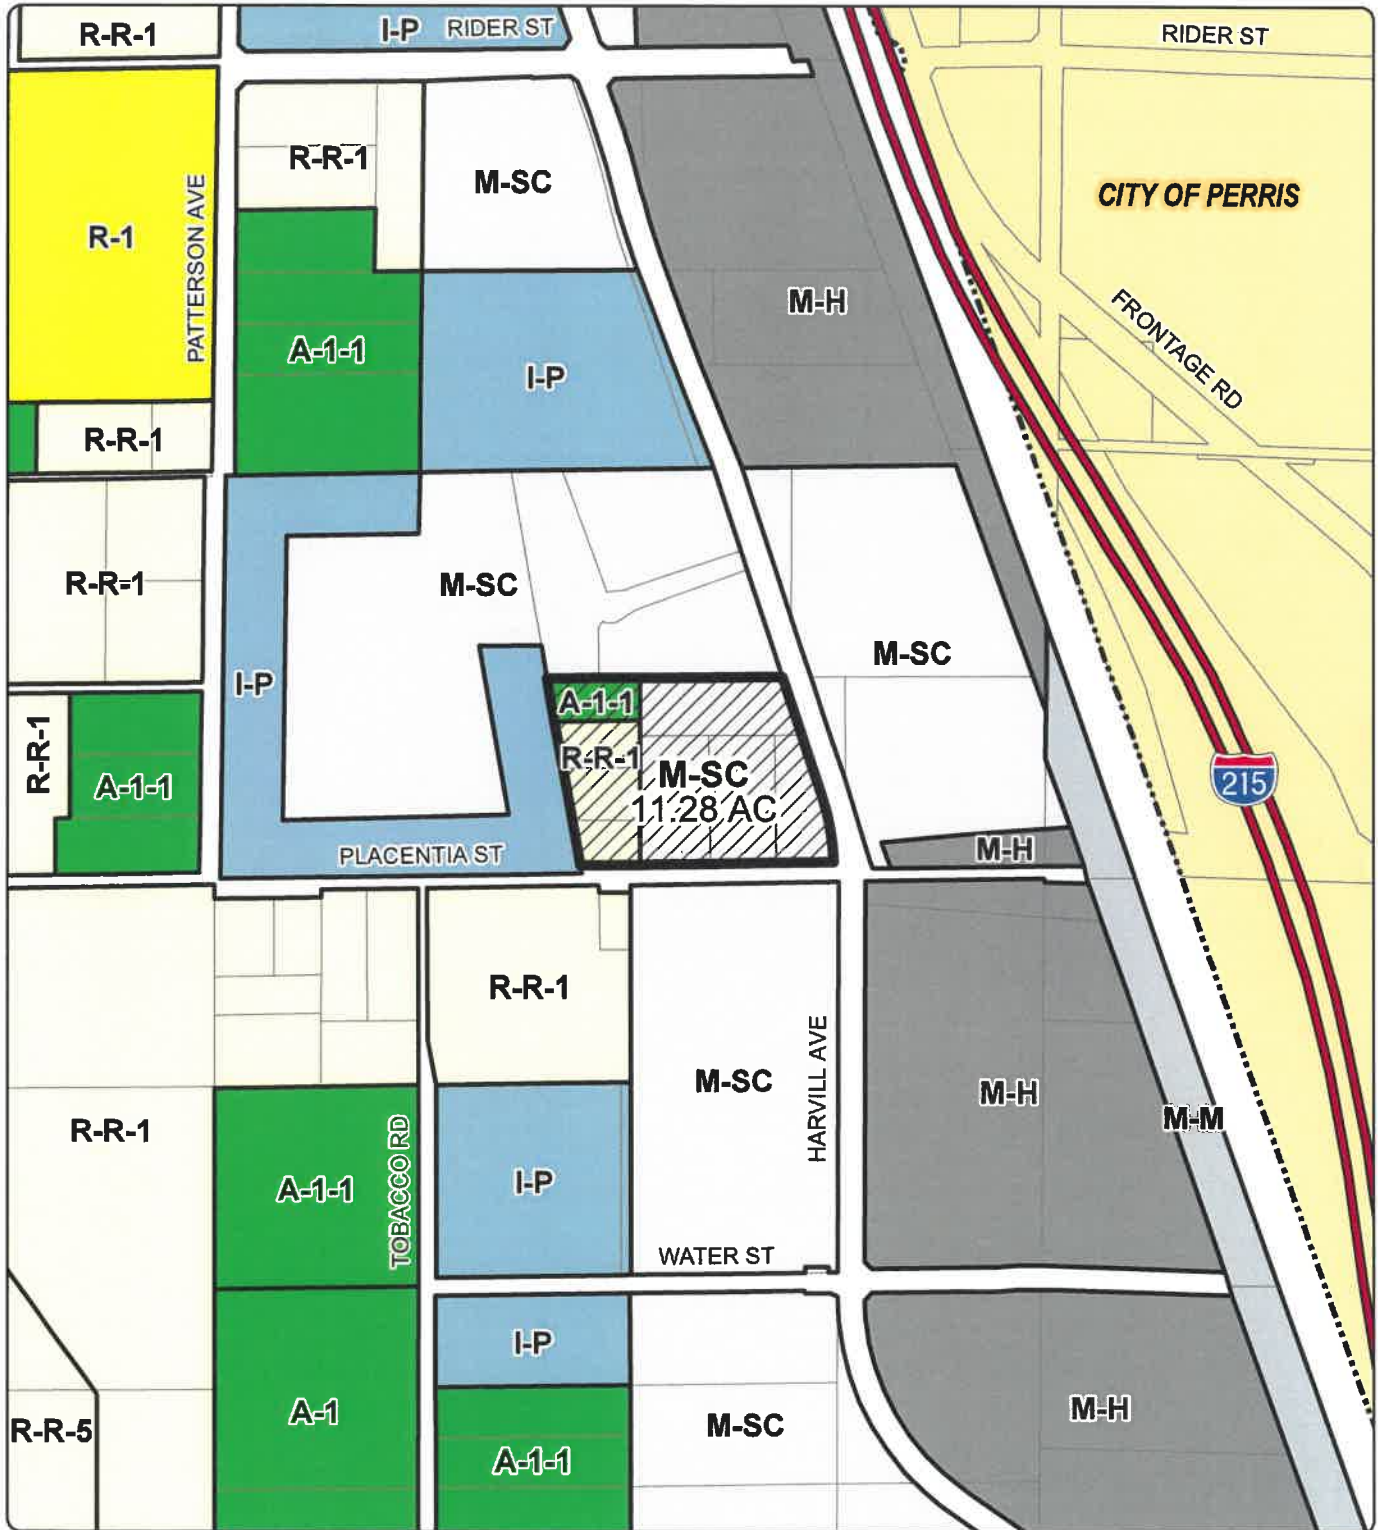 R-R-1
I-P
RIDER ST
RIDER ST
R-R-1
M-SC
CITY OF PERRIS
R-1
PATTERSON AVE
M-H
FRONTAGE RD
A-1-1
I-P
R-R-1
R-R-1
M-SC
M-SC
I-P
A-1-1
R-R-1
R-R-1
M-SC
11.28 AC
A-1-1
215
PLACENTIA ST
M-H
R-R-1
M-SC
HARVILL AVE
M-H
M-M
R-R-1
A-1-1
TOBACCO RD
I-P
WATER ST
I-P
A-1
M-H
R-R-5
M-SC
A-1-1